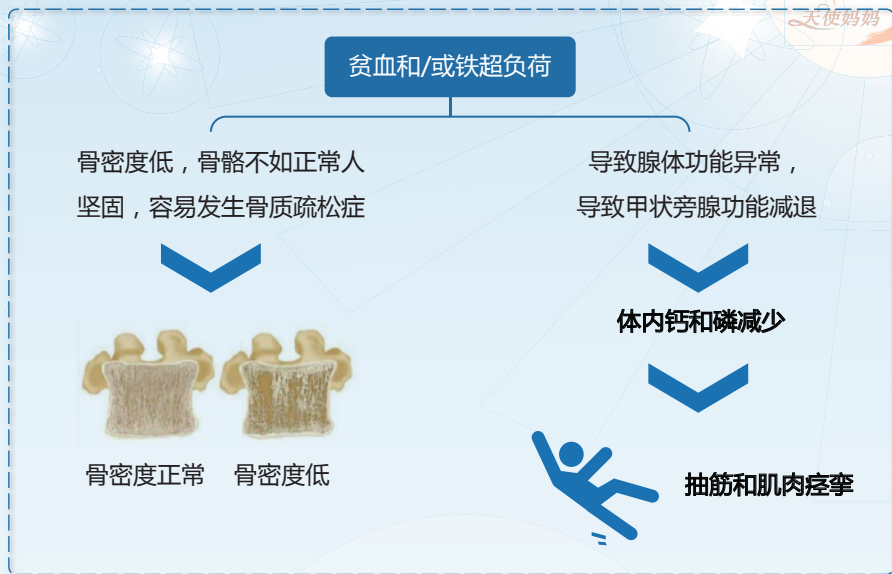 天使妈妈
贫血和/或铁超负荷
骨密度低，骨骼不如正常人
坚固，容易发生骨质疏松症
导致腺体功能异常，
导致甲状旁腺功能减退
体内钙和磷减少
骨密度正常
骨密度低
抽筋和肌肉痉挛